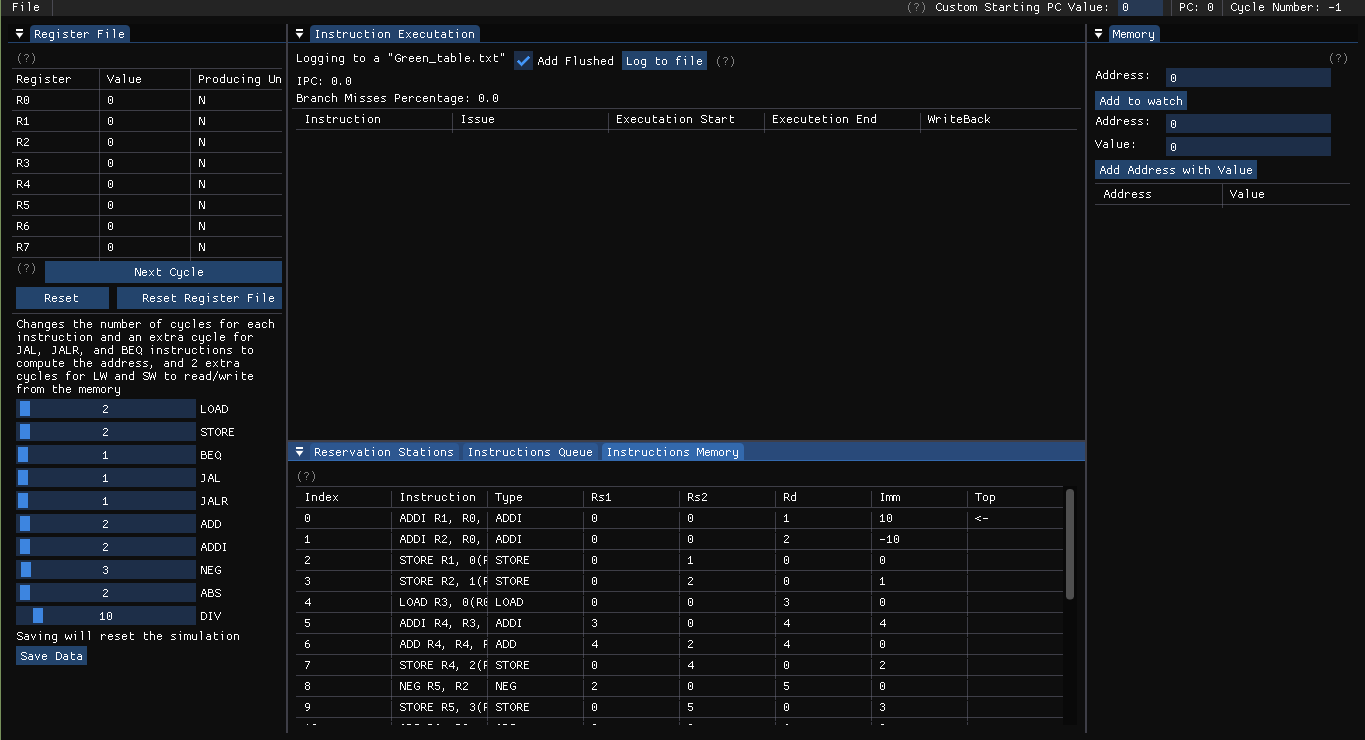 File
(?) Custom Starting PC Value: 0 PC: 0 Cycle Number: -1
Register File
(?)
Register Value Producing Un
R0 0 N
R1 0 N
R2 0 N
R3 0 N
R4 0 N
R5 0 N
R6 0 N
R7 0 N
(?) Next Cycle
Reset Reset Register File
Changes the number of cycles for each
instruction and an extra cycle for
JAL, JALR, and BEQ instructions to
compute the address, and 2 extra
cycles for LW and SW to read/write
from the memory
2 LOAD
2 STORE
1 BEQ
1 JAL
1 JALR
2 ADD
2 ADDI
3 NEG
2 ABS
10 DIV
Saving will reset the simulation
Save Data
Instruction Executation
Logging to a "Green_table.txt" Add Flushed Log to file (?)
IPC: 0.0
Branch Misses Percentage: 0.0
Instruction Issue Executation Start Executetion End WriteBack
Reservation Stations Instructions Queue Instructions Memory
(?)
Index Instruction Type Rs1 Rs2 Rd Imm Top
0 ADDI R1, R0, ADDI 0 0 1 10 <-
1 ADDI R2, R0, ADDI 0 0 2 -10
2 STORE R1, 0( STORE 0 1 0 0
3 STORE R2, 1( STORE 0 2 0 1
4 LOAD R3, 0(R0 LOAD 0 0 3 0
5 ADDI R4, R3, ADDI 3 0 4 4
6 ADD R4, R4, ADD 4 2 4 0
7 STORE R4, 2( STORE 0 4 0 2
8 NEG R5, R2 NEG 2 0 5 0
9 STORE R5, 3( STORE 0 5 0 3
Memory
(?)
Address: 0
Add to watch
Address: 0
Value: 0
Add Address with Value
Address Value